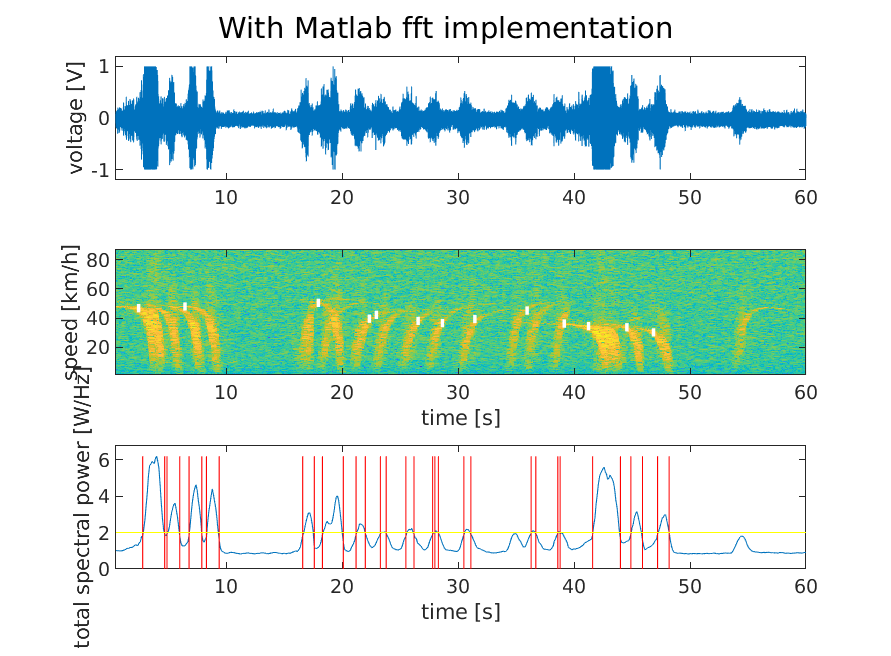 With Matlab fft implementation
voltage [V]
1
0
-1
10 20 30 40 50 60
speed [km/h]
80
60
40
20
10 20 30 40 50 60
time [s]
total spectral power [W/Hz]
6
4
2
0
10 20 30 40 50 60
time [s]